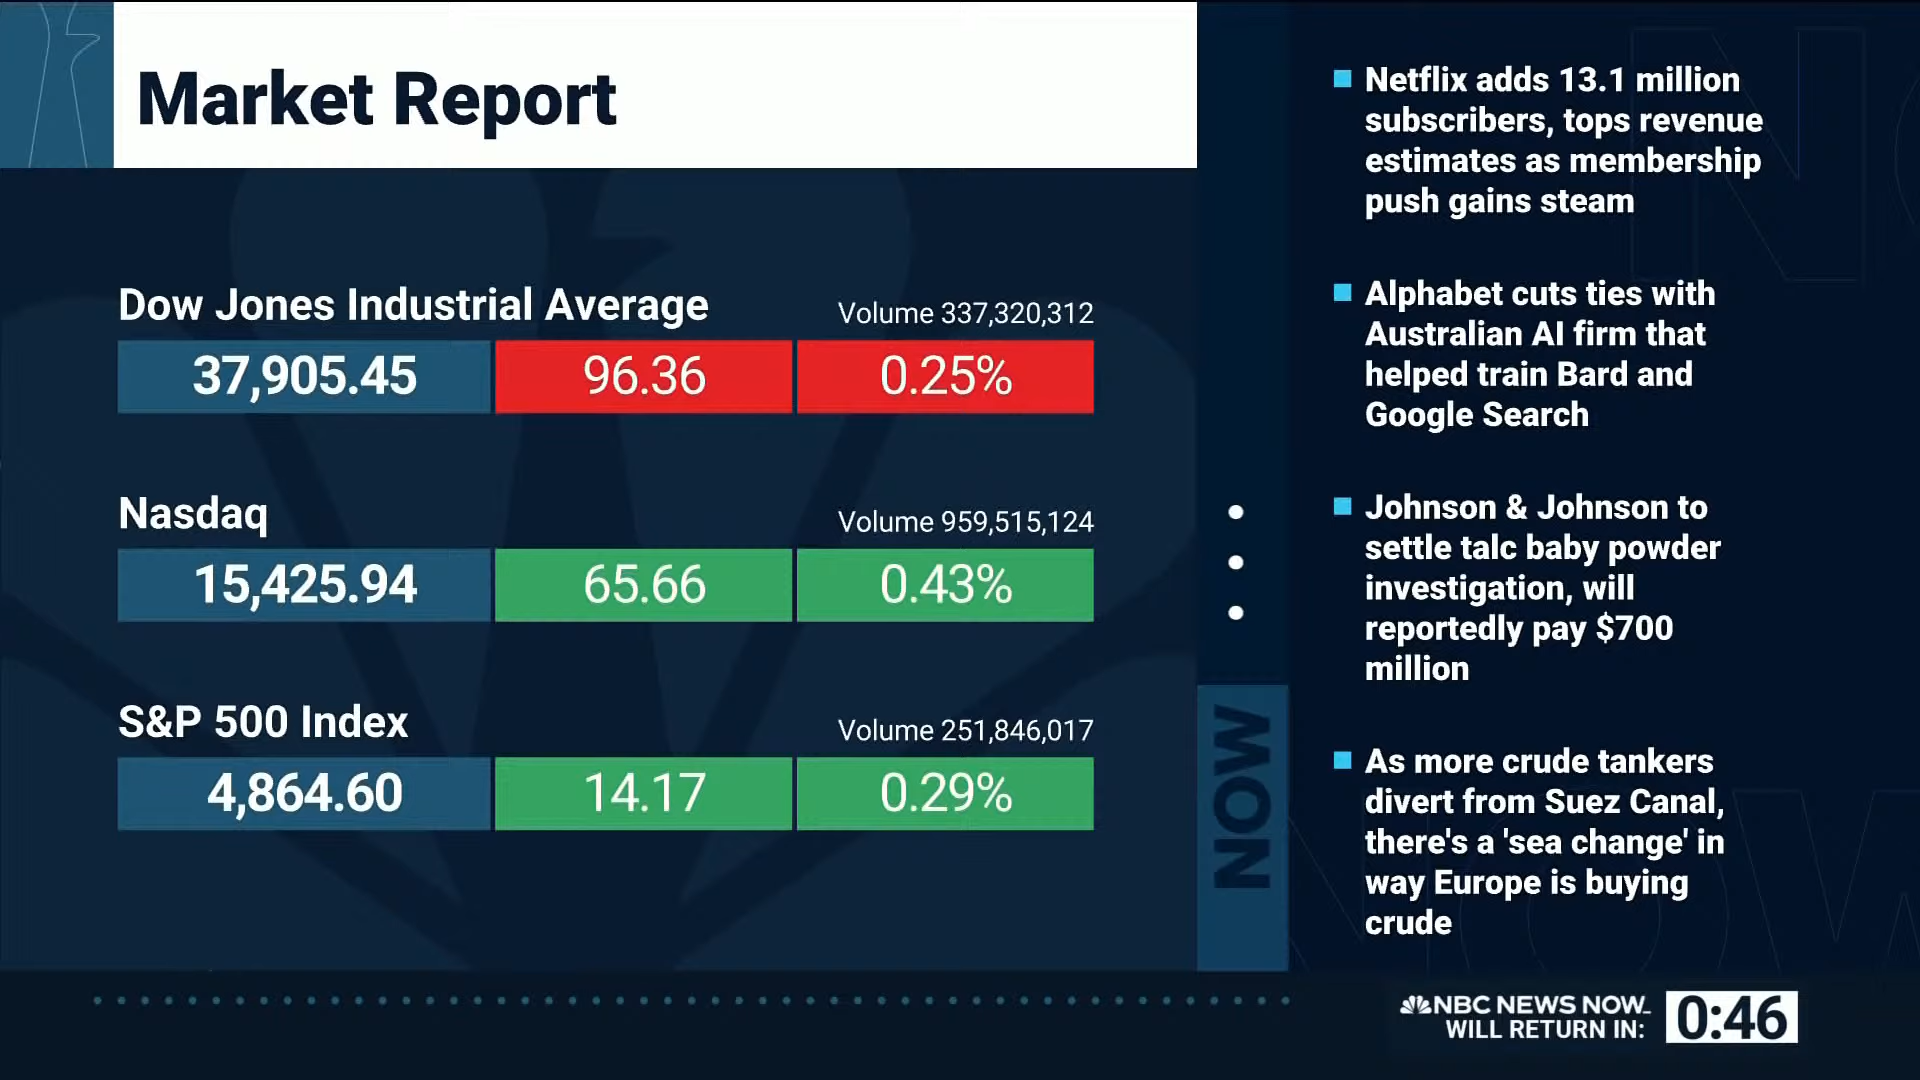 Market Report
Dow Jones Industrial Average
Volume 337,320,312
37,905.45
96.36
0.25%
Nasdaq
Volume 959,515,124
15,425.94
65.66
0.43%
S&P 500 Index
Volume 251,846,017
4,864.60
14.17
0.29%
NOW
Netflix adds 13.1 million
subscribers, tops revenue
estimates as membership
push gains steam
Alphabet cuts ties with
Australian AI firm that
helped train Bard and
Google Search
Johnson & Johnson to
settle talc baby powder
investigation, will
reportedly pay $700
million
As more crude tankers
divert from Suez Canal,
there's a 'sea change' in
way Europe is buying
crude
NBC NEWS NOW
WILL RETURN IN:
0:46